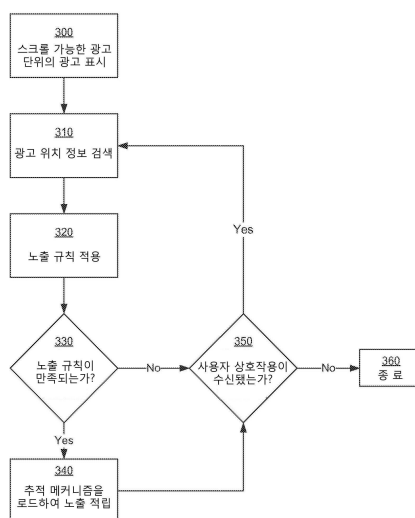 300
스크롤 가능한 광고
단위의 광고 표시
310
광고 위치 정보 검색
Yes
320
노출 규칙 적용
330
노출 규칙이
만족되는가?
No
350
사용자 상호작용이
수신됐는가?
No
360
종 료
Yes
340
추적 메커니즘을
로드하여 노출 적립